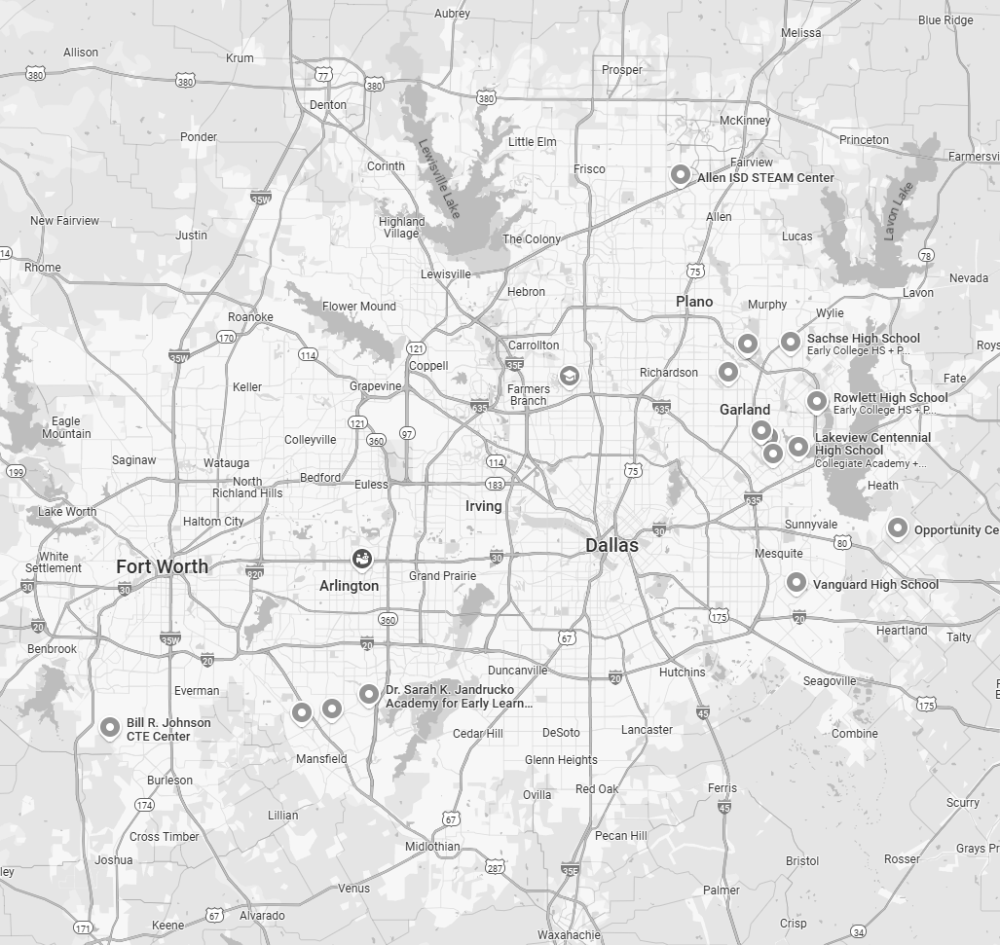 Aubrey
Blue Ridge
Melissa
Allison
Krum
Prosper
380
380
77
380
380
Denton
McKinney
Ponder
Little Elm
Princeton
Farmersvi
Corinth
Frisco
Fairview
Allen ISD STEAM Center
Lewisville Lake
35W
New Fairview
Highland
Village
Justin
The Colony
Allen
Lucas
Lavon Lake
14
Rhome
Lewisville
75
78
Nevada
Hebron
Lavon
Plano
Murphy
Wylie
Flower Mound
Roanoke
170
114
35W
121
Carrollton
Sachse High School
Early College HS + P...
Roys
Coppell
35E
Richardson
Keller
Grapevine
Farmers
Branch
Fate
635
635
Garland
Rowlett High School
Early College HS + P...
Eagle
Mountain
121
360
97
Colleyville
Lakeview Centennial
High School
Collegiate Academy +...
Saginaw
Watauga
114
75
199
North
Richland Hills
Bedford
Euless
183
Heath
635
Irving
Lake Worth
Haltom City
Sunnyvale
30
Opportunity Ce
80
Dallas
White
Settlement
Fort Worth
Mesquite
30
30
820
30
Grand Prairie
Arlington
Vanguard High School
20
360
175
20
Heartland
Talty
35W
67
Benbrook
20
20
Duncanville
20
Hutchins
Seagoville
Everman
Dr. Sarah K. Jandrucko
Academy for Early Learn...
175
45
Bill R. Johnson
CTE Center
Cedar Hill
DeSoto
Lancaster
Combine
Mansfield
Glenn Heights
Burleson
Ovilla
Red Oak
Ferris
174
Lillian
67
45
Scurry
Cross Timber
Pecan Hill
Midlothian
Joshua
287
35E
Bristol
Rosser
Grays Pr
ley
Venus
Palmer
67
Alvarado
171
Keene
Waxahachie
Crisp
34